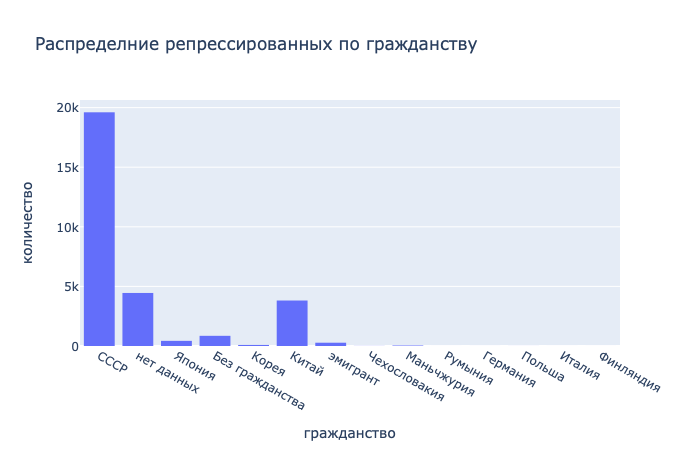 Распределние репрессированных по гражданству
20k
15k
10k
5k
0
количество
СССР
нет данных
Япония
Без гражданства
Корея
Китай
эмигрант
Чехословакия
Маньчжурия
Румыния
Германия
Польша
Италия
Финляндия
гражданство